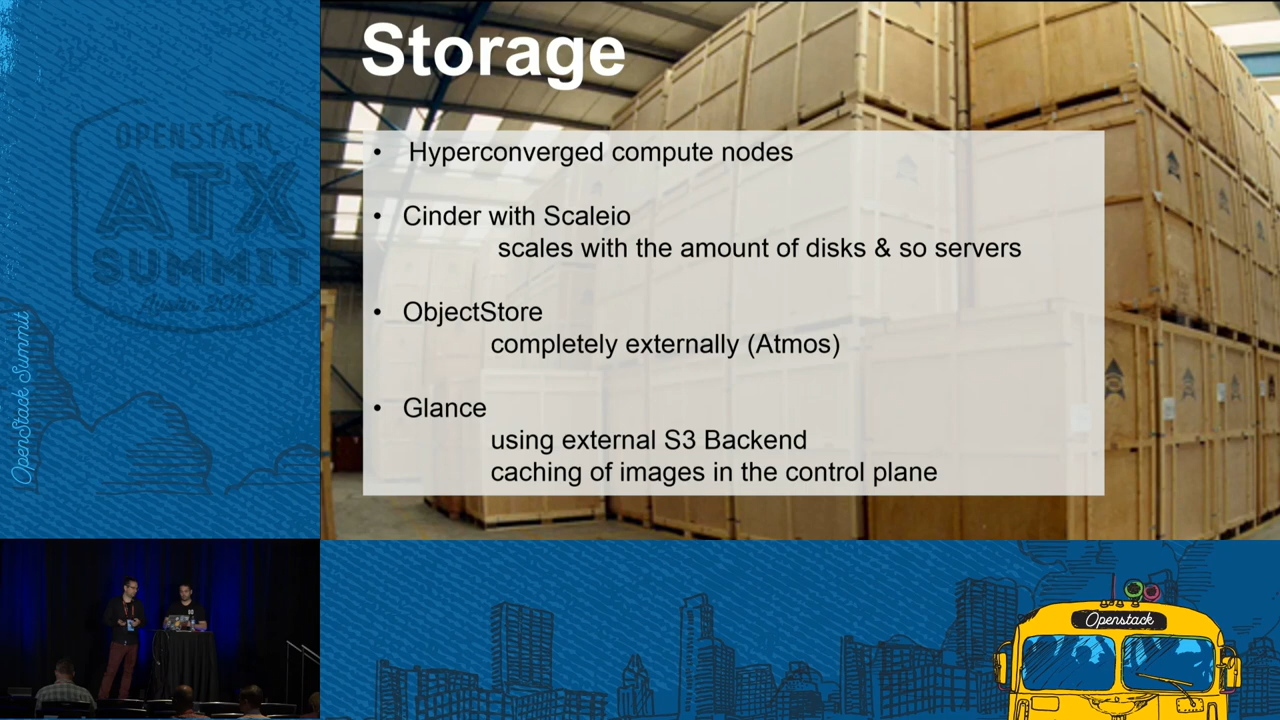 Storage
• Hyperconverged compute nodes
• Cinder with Scaleio
scales with the amount of disks & so servers
• ObjectStore
completely externally (Atmos)
• Glance
using external S3 Backend
caching of images in the control plane
OPENSTACK
ATX
SUMMIT
Austin 2016
OpenStack Summit
Openstack